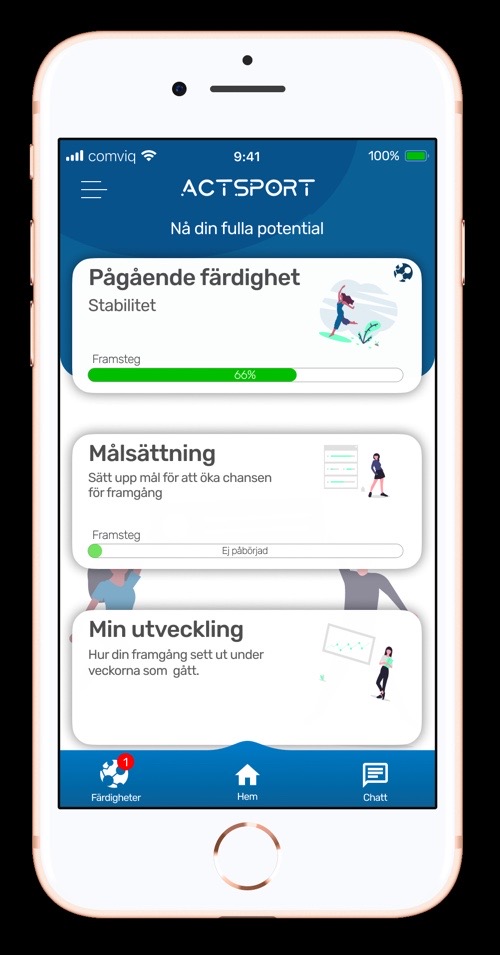 comviq 9:41 100%
ACTSPORT
Nå din fulla potential
Pågående färdighet
Stabilitet
Framsteg
66%
Målsättning
Sätt upp mål för att öka chansen
för framgång
Framsteg
Ej påbörjad
Min utveckling
Hur din framgång sett ut under
veckorna som gått.
1
Färdigheter Hem Chatt